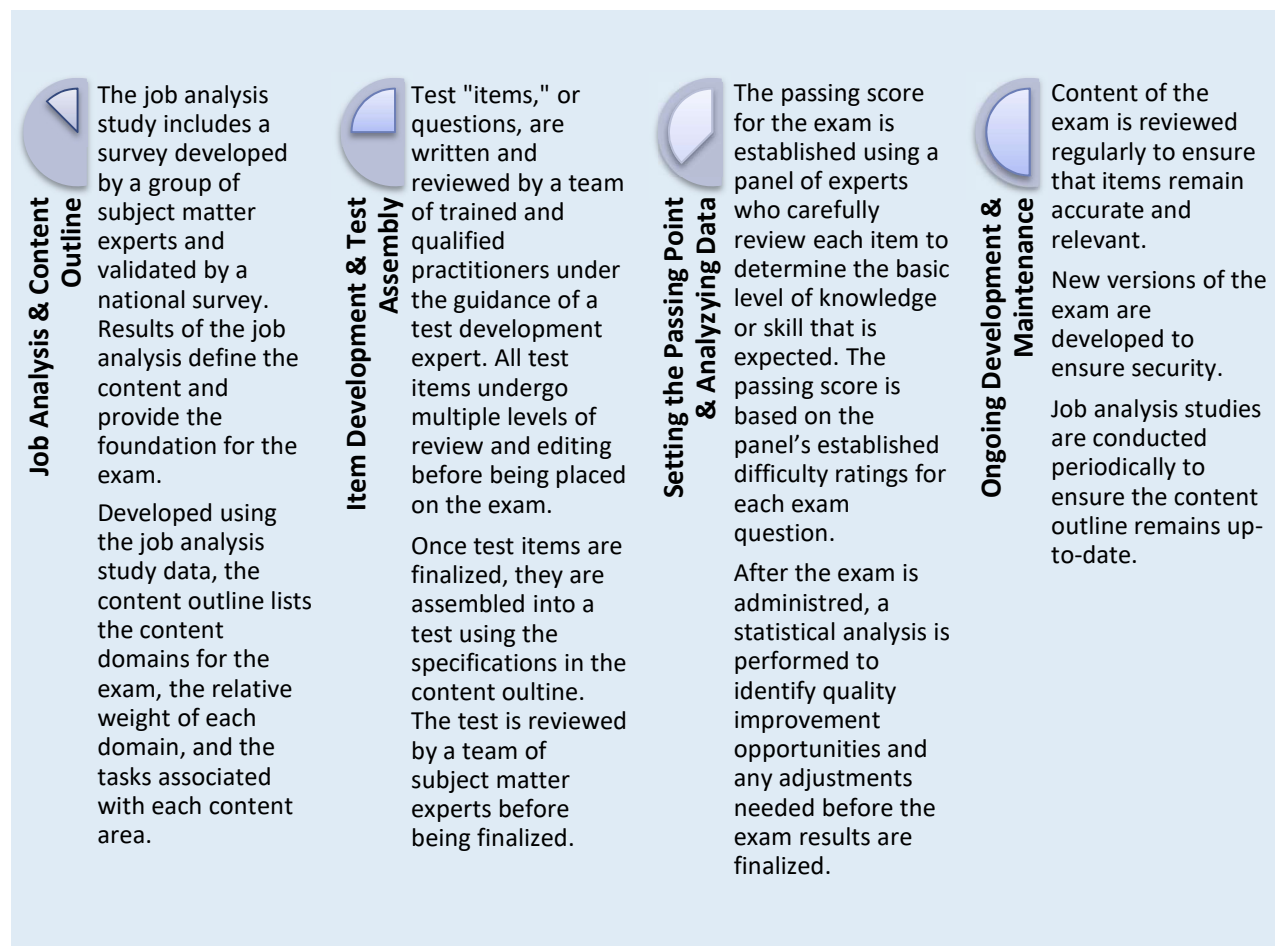 Job Analysis & Content
Outline
The job analysis
study includes a
survey developed
by a group of
subject matter
experts and
validated by a
national survey.
Results of the job
analysis define the
content and
provide the
foundation for the
exam.
Developed using
the job analysis
study data, the
content outline lists
the content
domains for the
exam, the relative
weight of each
domain, and the
tasks associated
with each content
area.
Item Development & Test
Assembly
Test "items," or
questions, are
written and
reviewed by a team
of trained and
qualified
practitioners under
the guidance of a
test development
expert. All test
items undergo
multiple levels of
review and editing
before being placed
on the exam.
Once test items are
finalized, they are
assembled into a
test using the
specifications in the
content oultine.
The test is reviewed
by a team of
subject matter
experts before
being finalized.
Setting the Passing Point
& Analyzying Data
The passing score
for the exam is
established using a
panel of experts
who carefully
review each item to
determine the basic
level of knowledge
or skill that is
expected. The
passing score is
based on the
panel’s established
difficulty ratings for
each exam
question.
After the exam is
administred, a
statistical analysis is
performed to
identify quality
improvement
opportunities and
any adjustments
needed before the
exam results are
finalized.
Ongoing Development &
Maintenance
Content of the
exam is reviewed
regularly to ensure
that items remain
accurate and
relevant.
New versions of the
exam are
developed to
ensure security.
Job analysis studies
are conducted
periodically to
ensure the content
outline remains up-
to-date.